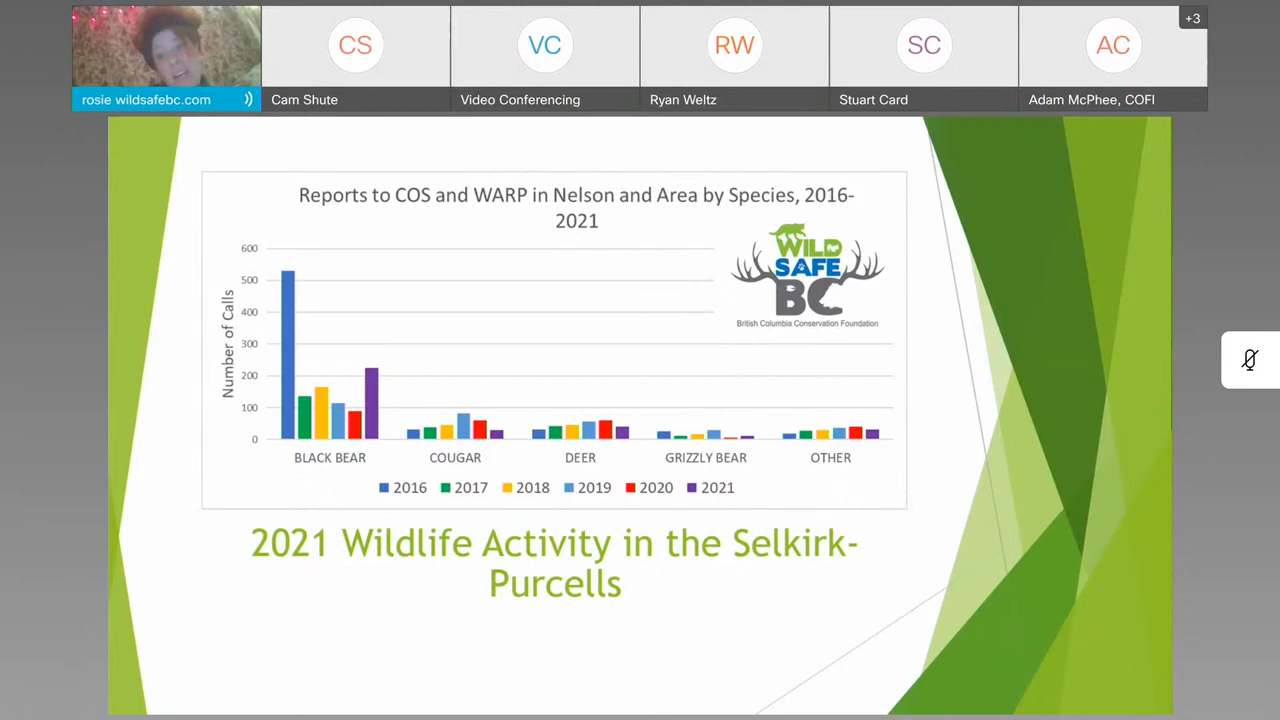 +3
CS
VC
RW
SC
AC
rosie wildsafebc.com
Cam Shute
Video Conferencing
Ryan Weltz
Stuart Card
Adam McPhee, COFI
Reports to COS and WARP in Nelson and Area by Species, 2016-
2021
WILD
SAFE
BC
British Columbia Conservation Foundation
Number of Calls
600
500
400
300
200
100
0
BLACK BEAR
COUGAR
DEER
GRIZZLY BEAR
OTHER
2016
2017
2018
2019
2020
2021
2021 Wildlife Activity in the Selkirk-
Purcells